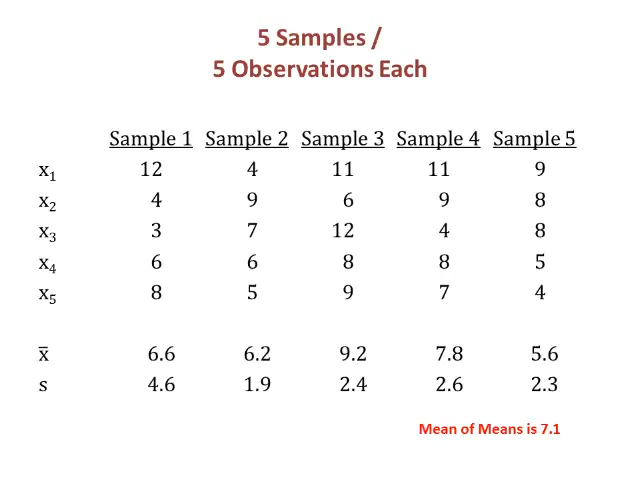 5 Samples /
5 Observations Each
Sample 1 Sample 2 Sample 3 Sample 4 Sample 5
x₁ 12 4 11 11 9
x₂ 4 9 6 9 8
x₃ 3 7 12 4 8
x₄ 6 6 8 8 5
x₅ 8 5 9 7 4
x̅ 6.6 6.2 9.2 7.8 5.6
s 4.6 1.9 2.4 2.6 2.3
Mean of Means is 7.1